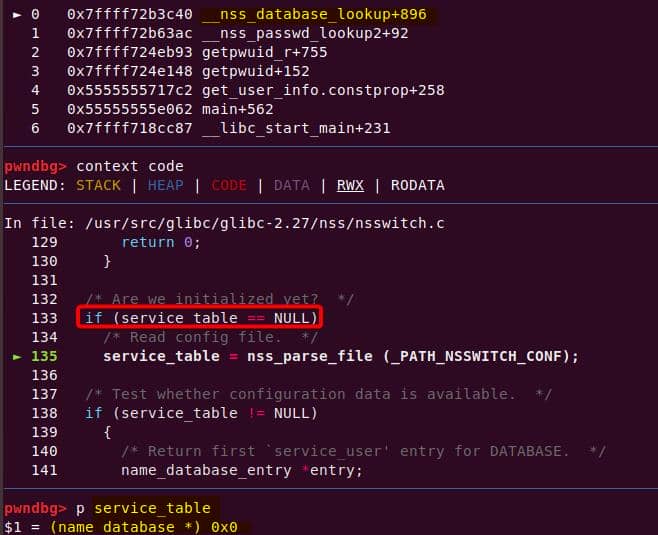 ► 0 0x7ffff72b3c40 __nss_database_lookup+896
1 0x7ffff72b63ac __nss_passwd_lookup2+92
2 0x7ffff724eb93 getpwuid_r+755
3 0x7ffff724e148 getpwuid+152
4 0x5555555717c2 get_user_info.constprop+258
5 0x55555555e062 main+562
6 0x7ffff718cc87 __libc_start_main+231
pwndbg> context code
LEGEND: STACK | HEAP | CODE | DATA | RWX | RODATA
In file: /usr/src/glibc/glibc-2.27/nss/nsswitch.c
129 return 0;
130 }
131
132 /* Are we initialized yet? */
133 if (service_table == NULL)
134 /* Read config file. */
► 135 service_table = nss_parse_file (_PATH_NSSWITCH_CONF);
136
137 /* Test whether configuration data is available. */
138 if (service_table != NULL)
139 {
140 /* Return first `service_user' entry for DATABASE. */
141 name_database_entry *entry;
pwndbg> p service_table
$1 = (name_database *) 0x0